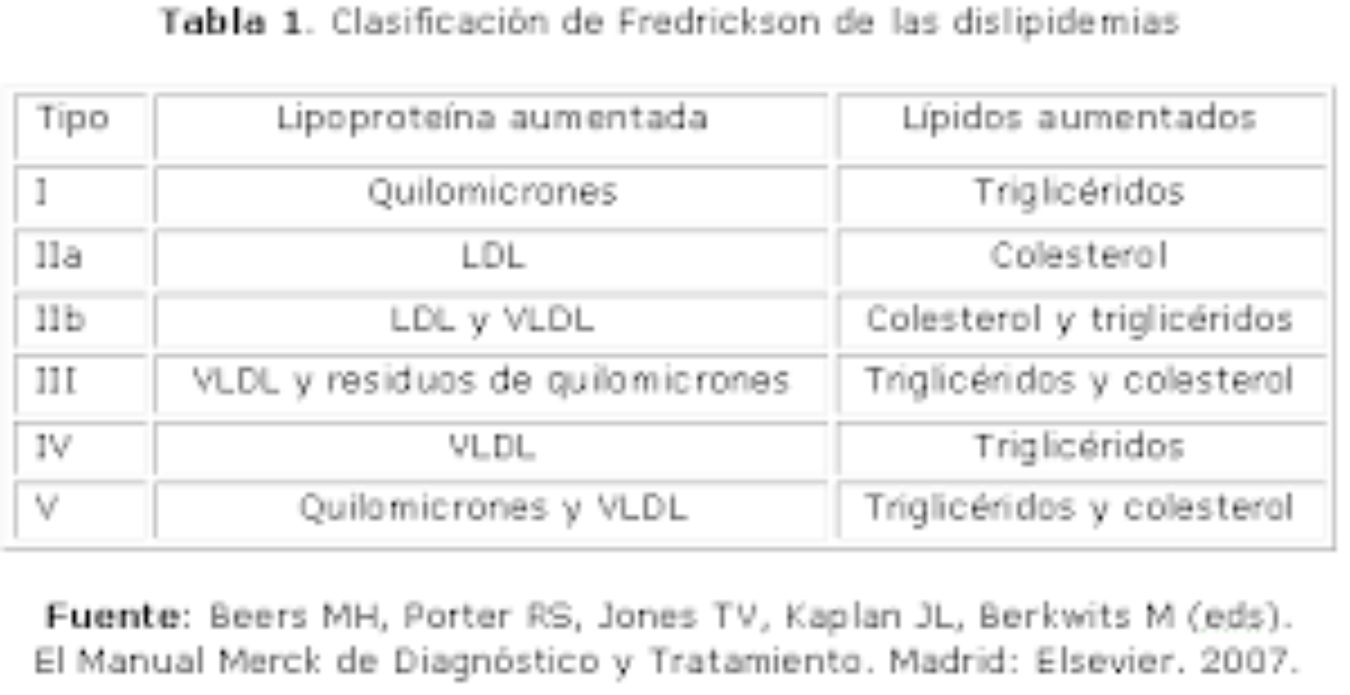 Tabla 1. Clasificación de Fredrickson de las dislipidemias
Tipo Lipoproteína aumentada Lípidos aumentados
I Quilomicrones Triglicéridos
IIa LDL Colesterol
IIb LDL y VLDL Colesterol y triglicéridos
III VLDL y residuos de quilomicrones Triglicéridos y colesterol
IV VLDL Triglicéridos
V Quilomicrones y VLDL Triglicéridos y colesterol
Fuente: Beers MH, Porter RS, Jones TV, Kaplan JL, Berkwits M (eds).
El Manual Merck de Diagnóstico y Tratamiento. Madrid: Elsevier. 2007.